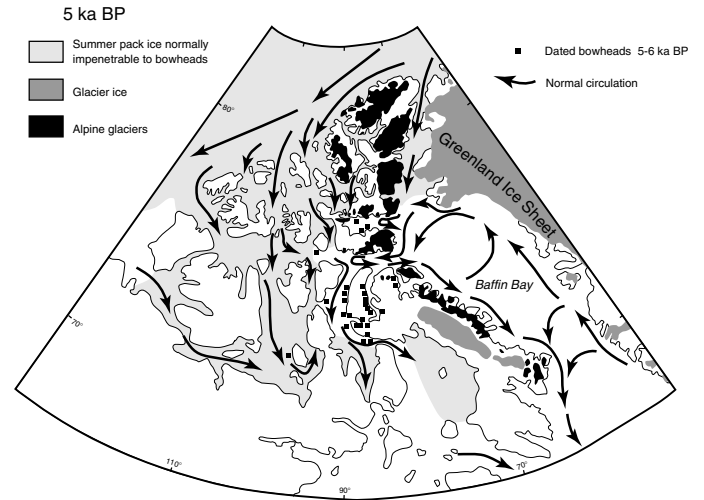 5 ka BP
Summer pack ice normally
impenetrable to bowheads
Glacier ice
Alpine glaciers
Dated bowheads 5-6 ka BP
Normal circulation
80°
Greenland Ice Sheet
Baffin Bay
70°
110°
90°
70°